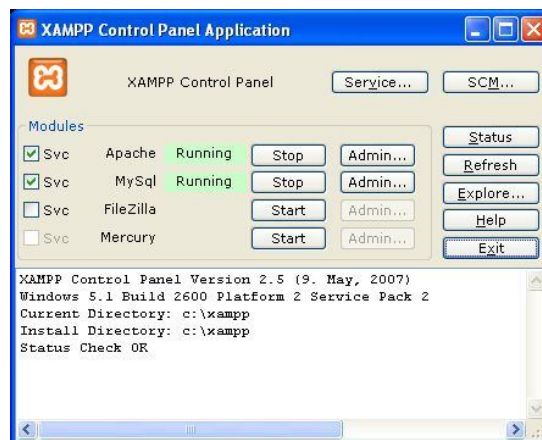 XAMPP Control Panel Application
XAMPP Control Panel Service... SCM...
Modules
Svc Apache Running Stop Admin...
Svc MySql Running Stop Admin...
Svc FileZilla Start Admin...
Svc Mercury Start Admin...
Status
Refresh
Explore...
Help
Exit
XAMPP Control Panel Version 2.5 (9. May, 2007)
Windows 5.1 Build 2600 Platform 2 Service Pack 2
Current Directory: c:\xampp
Install Directory: c:\xampp
Status Check OK